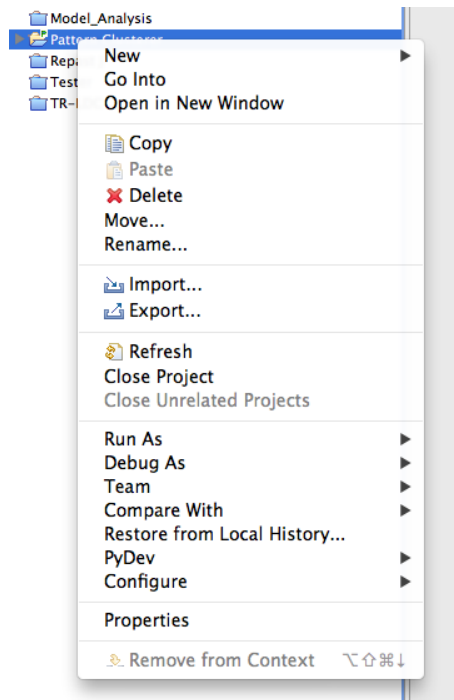 Model_Analysis
Pattern Clusterer
New
Go Into
Open in New Window
Copy
Paste
Delete
Move...
Rename...
Import...
Export...
Refresh
Close Project
Close Unrelated Projects
Run As
Debug As
Team
Compare With
Restore from Local History...
PyDev
Configure
Properties
Remove from Context ⌥⇧⌘↓